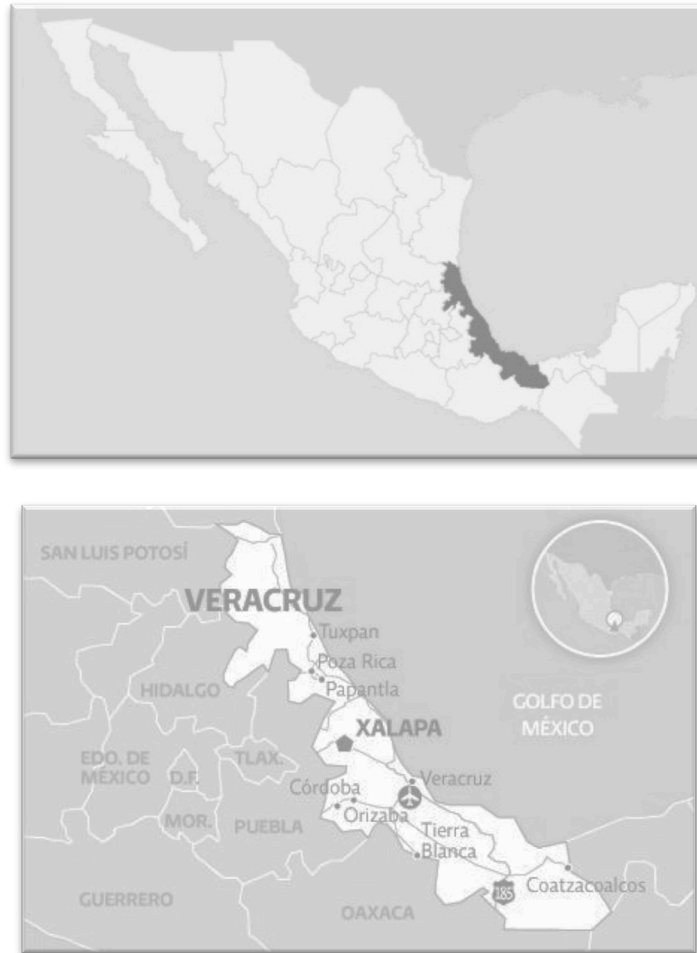 SAN LUIS POTOSÍ
VERACRUZ
Tuxpan
Poza Rica
Papantla
HIDALGO
GOLFO DE
MÉXICO
XALAPA
EDO. DE
MÉXICO
D.F.
TLAX.
Veracruz
Córdoba
Orizaba
MOR.
PUEBLA
Tierra
Blanca
185
Coatzacoalcos
GUERRERO
OAXACA